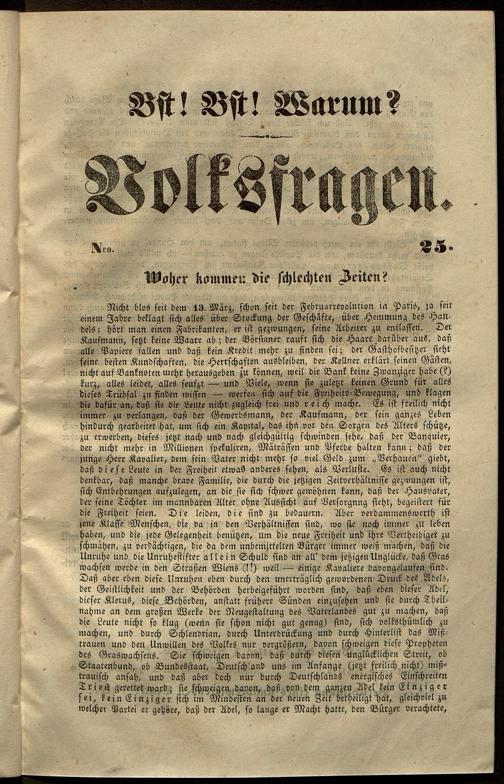 Bst! Bst! Warum?
Volksfragen.
Nro. 25.
Woher kommen die schlechten Zeiten?
Nicht blos seit dem 13. März, schon seit der Februarrevolution in Paris, ja seit
einem Jahre beklagt sich alles über Stockung der Geschäfte, über Hemmung des Han-
dels; hört man einen Fabrikanten, er ist gezwungen, seine Arbeiter zu entlassen. Der
Kaufmann, setzt keine Waare ab; der Börsianer rauft sich die Haare darüber aus, daß
alle Papiere fallen und daß kein Kredit mehr zu finden sei; der Gasthofbesitzer sieht
seine besten Kundschaften, die Herrschaften ausbleiben, der Kellner erklärt seinen Gästen,
nicht auf Banknoten mehr herausgeben zu können, weil die Bank keine Zwanziger habe (?)
kurz, alles leidet, alles seufzt — und Viele, wenn sie zuletzt keinen Grund für alles
dieses Trübsal zu finden wissen — werfen sich auf die Freiheits-Bewegung, und klagen
die dafür an, daß sie die Leute nicht zugleich frei und reich mache. Es ist freilich nicht
immer zu verlangen, daß der Gewerbsmann, der Kaufmann, der sein ganzes Leben
hindurch gearbeitet hat, um sich ein Kapital, das ihn vor den Sorgen des Alters schütze,
zu erwerben, dieses jetzt nach und nach gleichgültig schwinden sehe, daß der Banquier,
der nicht mehr in Millionen spekuliren, Mäträssen und Pferde halten kann; daß der
junge Herr Kavalier, dem sein Vater nicht mehr so viel Geld zum „Verhauen" giebt,
daß diese Leute in der Freiheit etwas anderes sehen, als Verluste. Es ist auch nicht
denkbar, daß manche brave Familie, die durch die jetzigen Zeitverhältnisse gezwungen ist,
sich Entbehrungen aufzulegen, an die sie sich schwer gewöhnen kann, daß der Hausvater,
der seine Töchter im mannbaren Alter ohne Aussicht auf Versorgung sieht, begeistert für
die Freiheit seien. Die leiden, die sind zu bedauern. Aber verdammenswerth ist
jene Klasse Menschen, die da in den Verhältnissen sind, wo sie noch immer zu leben
haben, und die jede Gelegenheit benützen, um die neue Freiheit und ihre Vertheidiger zu
schmähen, zu verdächtigen, die da dem unbemittelten Bürger immer weiß machen, daß die
Unruhe und die Unruhestifter allein Schuld sind an all' dem jetzigen Unglücke, daß Gras
wachsen werde in den Straßen Wiens (!!) weil — einige Kavaliere davongelaufen sind.
Daß aber eben diese Unruhen eben durch den unerträglich gewordenen Druck des Adels,
der Geistlichkeit und der Behörden herbeigeführt worden sind, daß eben dieser Adel,
dieser Klerus, diese Behörden, anstatt frühere Sünden einzusehen und sie durch Theil-
nahme an dem großen Werke der Neugestaltung des Vaterlandes gut zu machen, daß
die Leute nicht so klug (wenn sie schon nicht gut genug) sind, sich volksthümlich zu
machen, und durch Schlendrian, durch Unterdrückung und durch Hinterlist das Miß-
trauen und den Unwillen des Volkes nur vergrößern, davon schweigen diese Propheten
des Graswachsens. Sie schweigen davon, daß durch diesen unglücklichen Streit, ob
Staatenbund, ob Bundesstaat, Deutschland uns im Anfange (jetzt freilich nicht) miß-
trauisch ansah, und daß aber doch nur durch Deutschlands energisches Einschreiten
Triest gerettet ward; sie schweigen davon, daß von dem ganzen Adel kein Einziger
sei, kein Einziger sich im Mindesten an der neuen Zeit betheiligt hat, gleichviel zu
welcher Partei er gehöre, daß der Adel, so lange er Macht hatte, den Bürger verachtete,